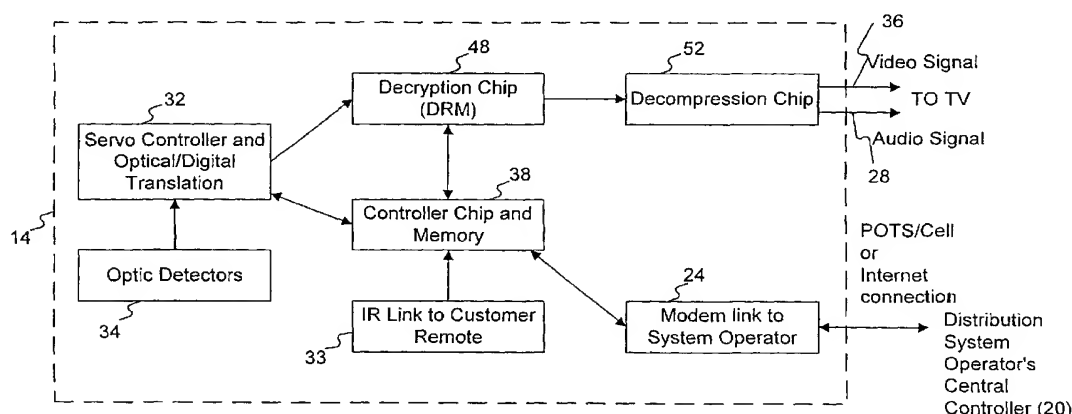 36
48
52
Video Signal
Decryption Chip
(DRM)
Decompression Chip
TO TV
32
Servo Controller and
Optical/Digital
Translation
Audio Signal
28
38
Controller Chip and
Memory
14
POTS/Cell
or
Internet
connection
Optic Detectors
34
24
IR Link to Customer
Remote
33
Modem link to
System Operator
Distribution
System
Operator's
Central
Controller (20)